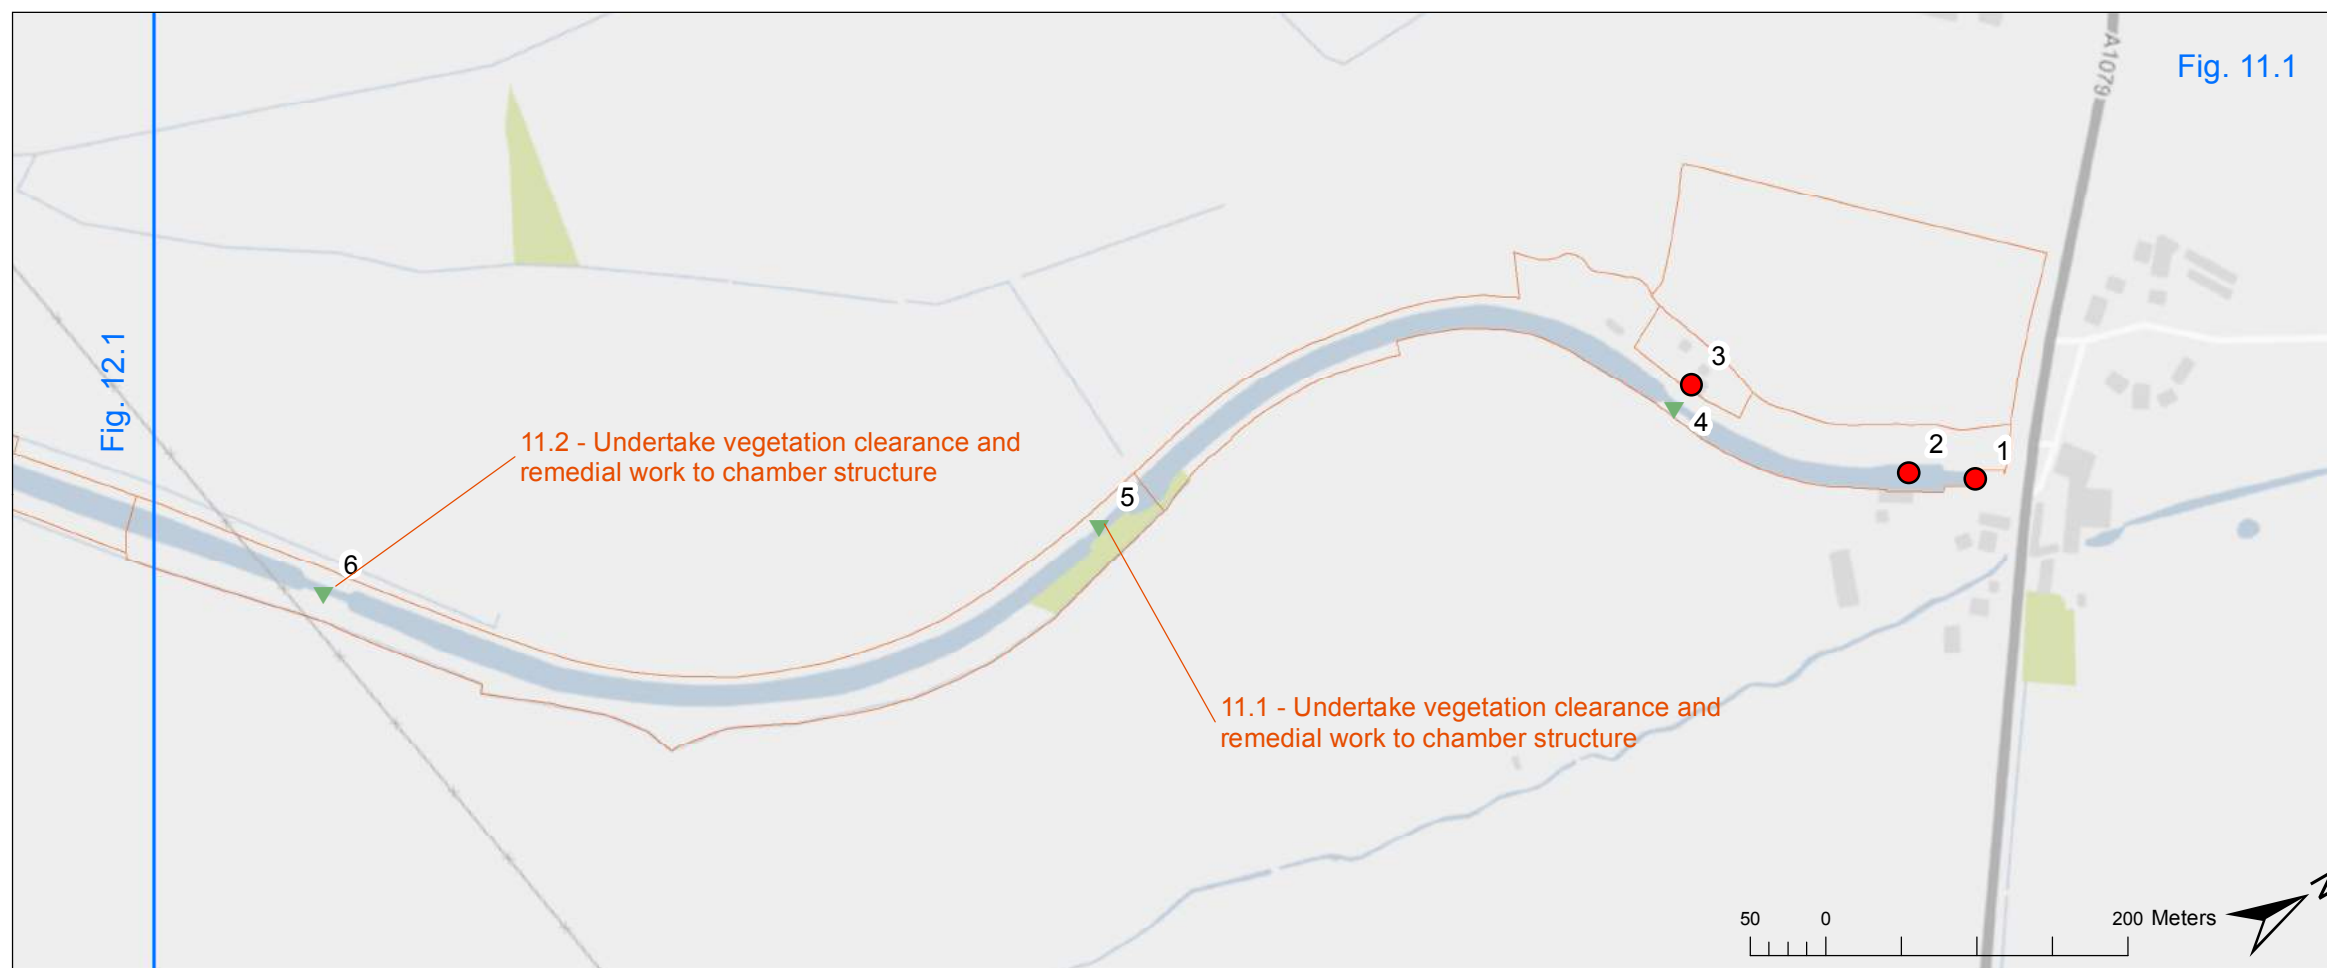 A1079
Fig. 11.1
Fig. 12.1
3
4
2
1
11.2 - Undertake vegetation clearance and
remedial work to chamber structure
5
6
11.1 - Undertake vegetation clearance and
remedial work to chamber structure
50 0 200 Meters